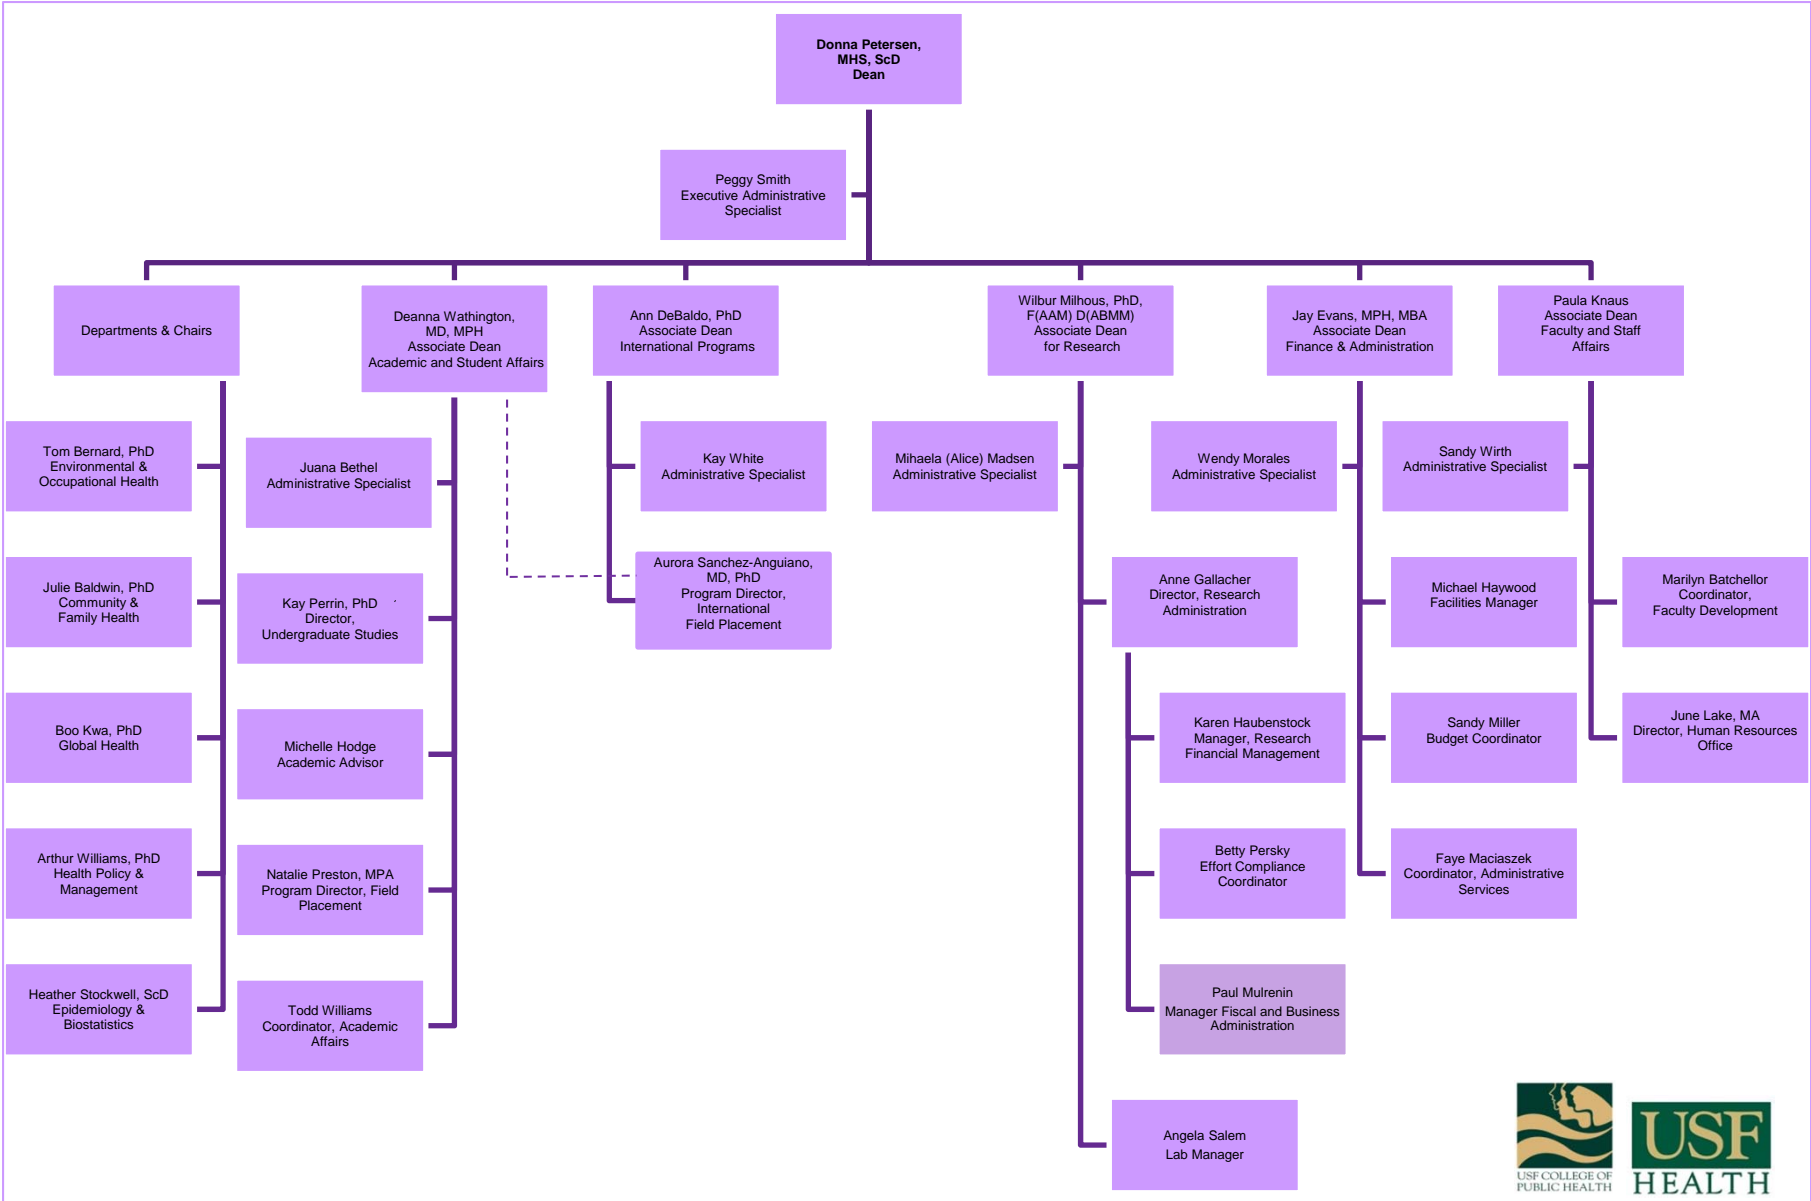 Donna Petersen,
MHS, ScD
Dean
Peggy Smith
Executive Administrative
Specialist
Departments & Chairs
Deanna Wathington,
MD, MPH
Associate Dean
Academic and Student Affairs
Ann DeBaldo, PhD
Associate Dean
International Programs
Wilbur Milhous, PhD,
F(AAM) D(ABMM)
Associate Dean
for Research
Jay Evans, MPH, MBA
Associate Dean
Finance & Administration
Paula Knaus
Associate Dean
Faculty and Staff
Affairs
Tom Bernard, PhD
Environmental &
Occupational Health
Julie Baldwin, PhD
Community &
Family Health
Boo Kwa, PhD
Global Health
Arthur Williams, PhD
Health Policy &
Management
Heather Stockwell, ScD
Epidemiology &
Biostatistics
Juana Bethel
Administrative Specialist
Kay Perrin, PhD
Director,
Undergraduate Studies
Michelle Hodge
Academic Advisor
Natalie Preston, MPA
Program Director, Field
Placement
Todd Williams
Coordinator, Academic
Affairs
Kay White
Administrative Specialist
Aurora Sanchez-Anguiano,
MD, PhD
Program Director,
International
Field Placement
Mihaela (Alice) Madsen
Administrative Specialist
Anne Gallacher
Director, Research
Administration
Karen Haubenstock
Manager, Research
Financial Management
Betty Persky
Effort Compliance
Coordinator
Paul Mulrenin
Manager Fiscal and Business
Administration
Angela Salem
Lab Manager
Wendy Morales
Administrative Specialist
Michael Haywood
Facilities Manager
Sandy Miller
Budget Coordinator
Faye Maciaszek
Coordinator, Administrative
Services
Sandy Wirth
Administrative Specialist
Marilyn Batchellor
Coordinator,
Faculty Development
June Lake, MA
Director, Human Resources
Office
USF COLLEGE OF
PUBLIC HEALTH
USF
HEALTH